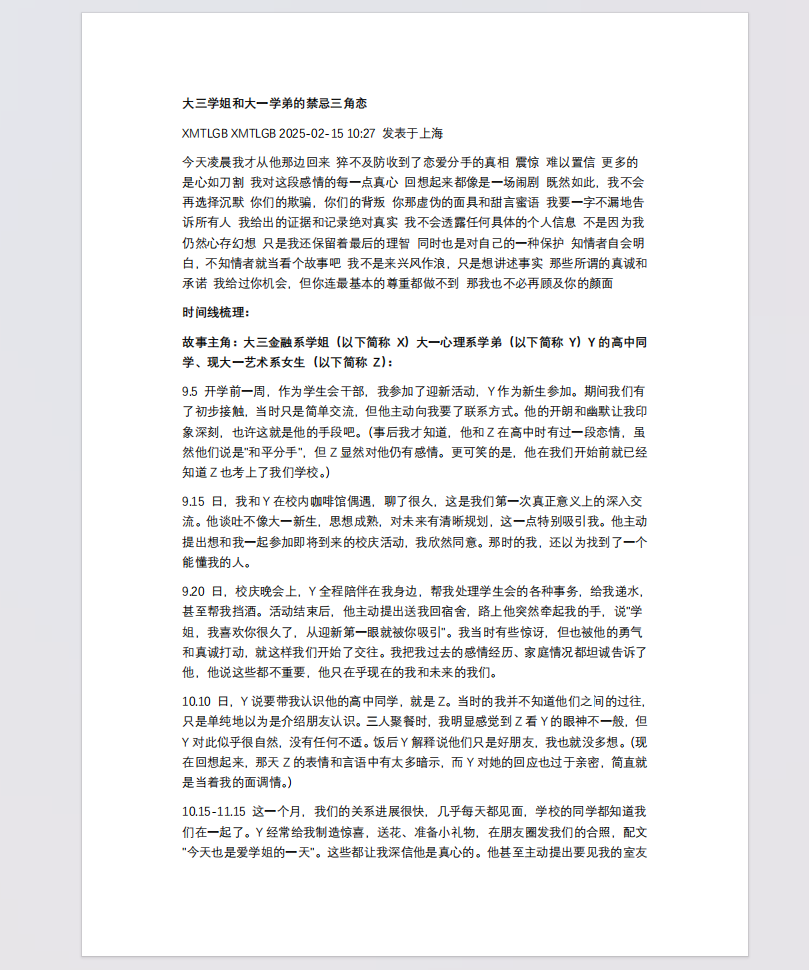 大三学姐和大一学弟的禁忌三角恋
XMTLGB XMTLGB 2025-02-15 10:27 发表于上海
今天凌晨我才从他那边回来 猝不及防收到了恋爱分手的真相 震惊 难以置信 更多的
是心如刀割 我对这段感情的每一点真心 回想起来都像是一场闹剧 既然如此，我不会
再选择沉默 你们的欺骗，你们的背叛 你那虚伪的面具和甜言蜜语 我要一字不漏地告
诉所有人 我给出的证据和记录绝对真实 我不会透露任何具体的个人信息 不是因为我
仍然心存幻想 只是我还保留着最后的理智 同时也是对自己的一种保护 知情者自会明
白，不知情者就当看个故事吧 我不是来兴风作浪，只是想讲述事实 那些所谓的真诚和
承诺 我给过你机会，但你连最基本的尊重都做不到 那我也不必再顾及你的颜面
时间线梳理：
故事主角：大三金融系学姐（以下简称 X）大一心理系学弟（以下简称 Y）Y 的高中同
学、现大一艺术系女生（以下简称 Z）：
9.5 开学前一周，作为学生会干部，我参加了迎新活动，Y 作为新生参加。期间我们有
了初步接触，当时只是简单交流，但他主动向我要了联系方式。他的开朗和幽默让我印
象深刻，也许这就是他的手段吧。（事后我才知道，他和 Z 在高中时有过一段恋情，虽
然他们说是"和平分手"，但 Z 显然对他仍有感情。更可笑的是，他在我们开始前就已经
知道 Z 也考上了我们学校。）
9.15 日，我和 Y 在校内咖啡馆偶遇，聊了很久，这是我们第一次真正意义上的深入交
流。他谈吐不像大一新生，思想成熟，对未来有清晰规划，这一点特别吸引我。他主动
提出想和我一起参加即将到来的校庆活动，我欣然同意。那时的我，还以为找到了一个
能懂我的人。
9.20 日，校庆晚会上，Y 全程陪伴在我身边，帮我处理学生会的各种事务，给我递水，
甚至帮我挡酒。活动结束后，他主动提出送我回宿舍，路上他突然牵起我的手，说"学
姐，我喜欢你很久了，从迎新第一眼就被你吸引"。我当时有些惊讶，但也被他的勇气
和真诚打动，就这样我们开始了交往。我把我过去的感情经历、家庭情况都坦诚告诉了
他，他说这些都不重要，他只在乎现在的我和未来的我们。
10.10 日，Y 说要带我认识他的高中同学，就是 Z。当时的我并不知道他们之间的过往，
只是单纯地以为是介绍朋友认识。三人聚餐时，我明显感觉到 Z 看 Y 的眼神不一般，但
Y 对此似乎很自然，没有任何不适。饭后 Y 解释说他们只是好朋友，我也就没多想。（现
在回想起来，那天 Z 的表情和言语中有太多暗示，而 Y 对她的回应也过于亲密，简直就
是当着我的面调情。）
10.15-11.15 这一个月，我们的关系进展很快，几乎每天都见面，学校的同学都知道我
们在一起了。Y 经常给我制造惊喜，送花、准备小礼物，在朋友圈发我们的合照，配文
"今天也是爱学姐的一天"。这些都让我深信他是真心的。他甚至主动提出要见我的室友